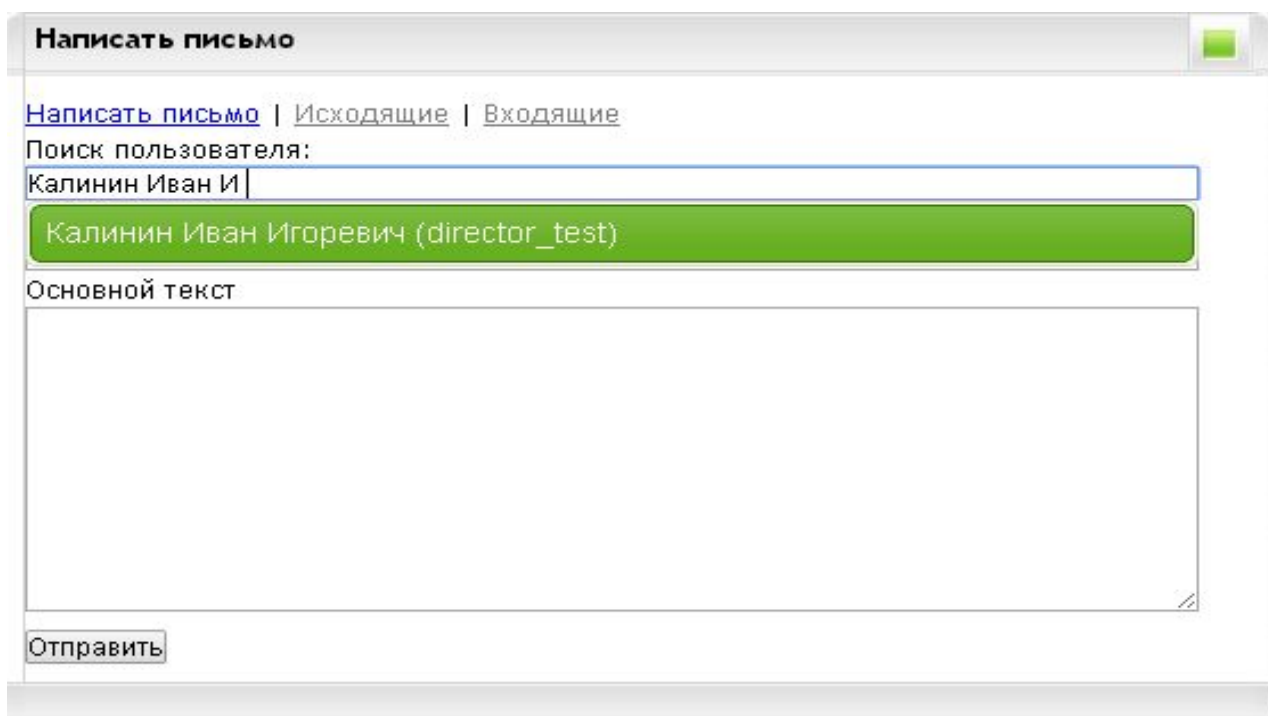 Написать письмо
Написать письмо | Исходящие | Входящие
Поиск пользователя:
Калинин Иван И
Калинин Иван Игоревич (director_test)
Основной текст
Отправить